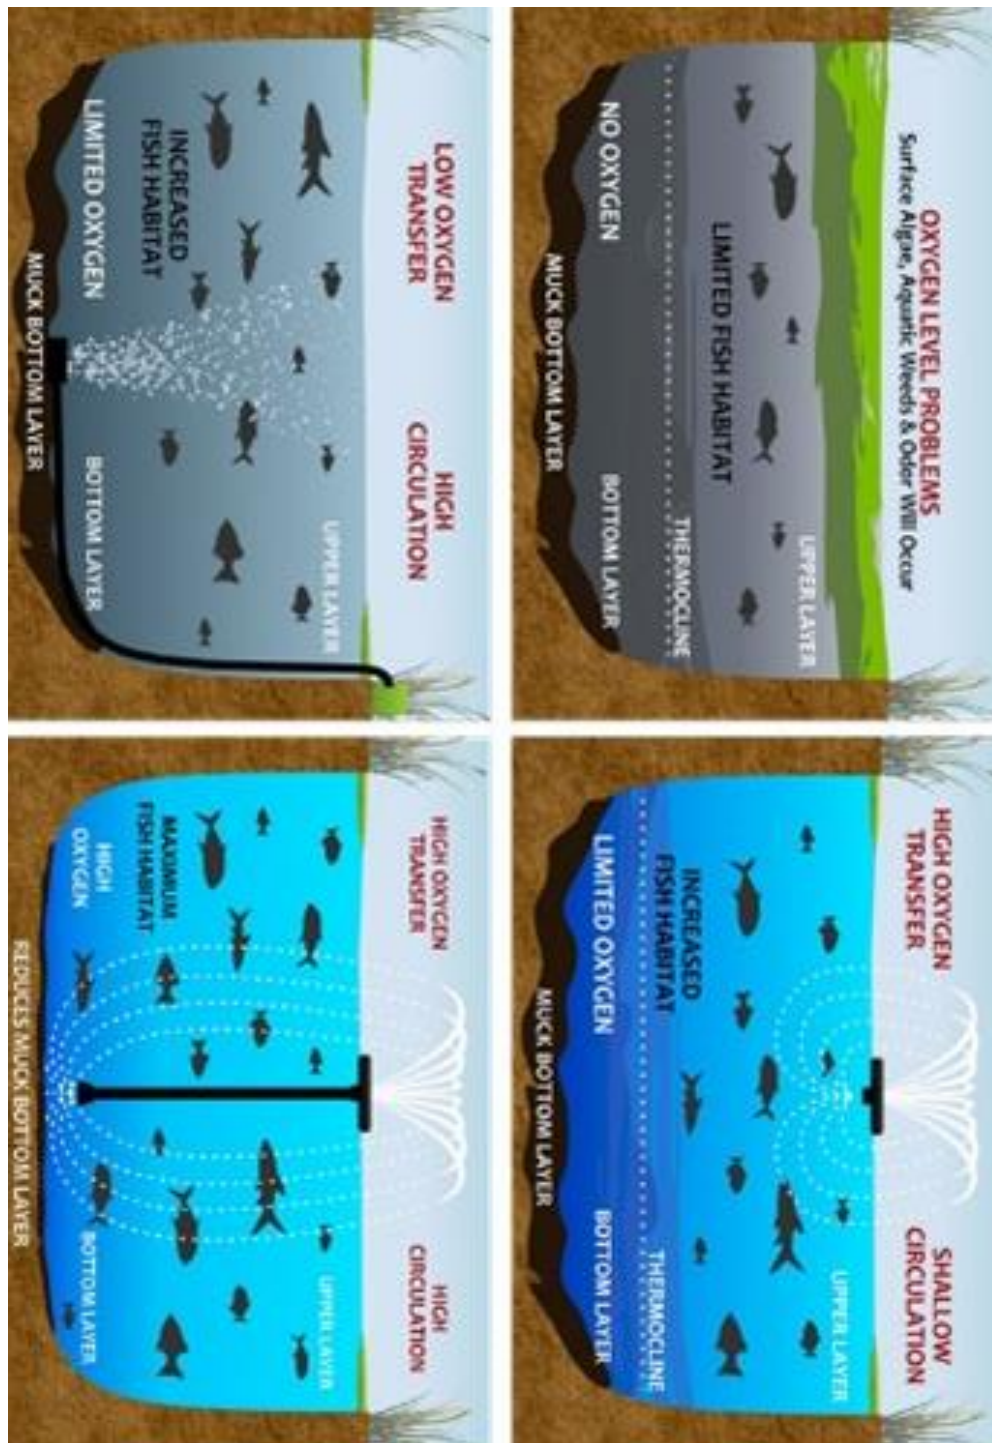 OXYGEN LEVEL PROBLEMS
Surface Algae, Aquatic Weeds & Odor Will Occur
UPPER LAYER
LIMITED FISH HABITAT
THERMOCLINE
NO OXYGEN
BOTTOM LAYER
MUCK BOTTOM LAYER
HIGH OXYGEN
TRANSFER
SHALLOW
CIRCULATION
UPPER LAYER
INCREASED
FISH HABITAT
THERMOCLINE
LIMITED OXYGEN
BOTTOM LAYER
MUCK BOTTOM LAYER
LOW OXYGEN
TRANSFER
HIGH
CIRCULATION
UPPER LAYER
INCREASED
FISH HABITAT
LIMITED OXYGEN
BOTTOM LAYER
MUCK BOTTOM LAYER
HIGH OXYGEN
TRANSFER
HIGH
CIRCULATION
UPPER LAYER
MAXIMUM
FISH HABITAT
HIGH
OXYGEN
BOTTOM LAYER
REDUCES MUCK BOTTOM LAYER